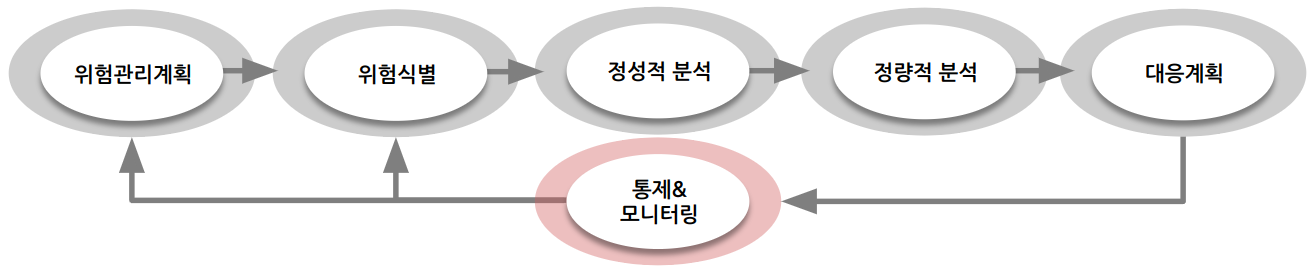 위험관리계획
위험식별
정성적 분석
정량적 분석
대응계획
통제&
모니터링